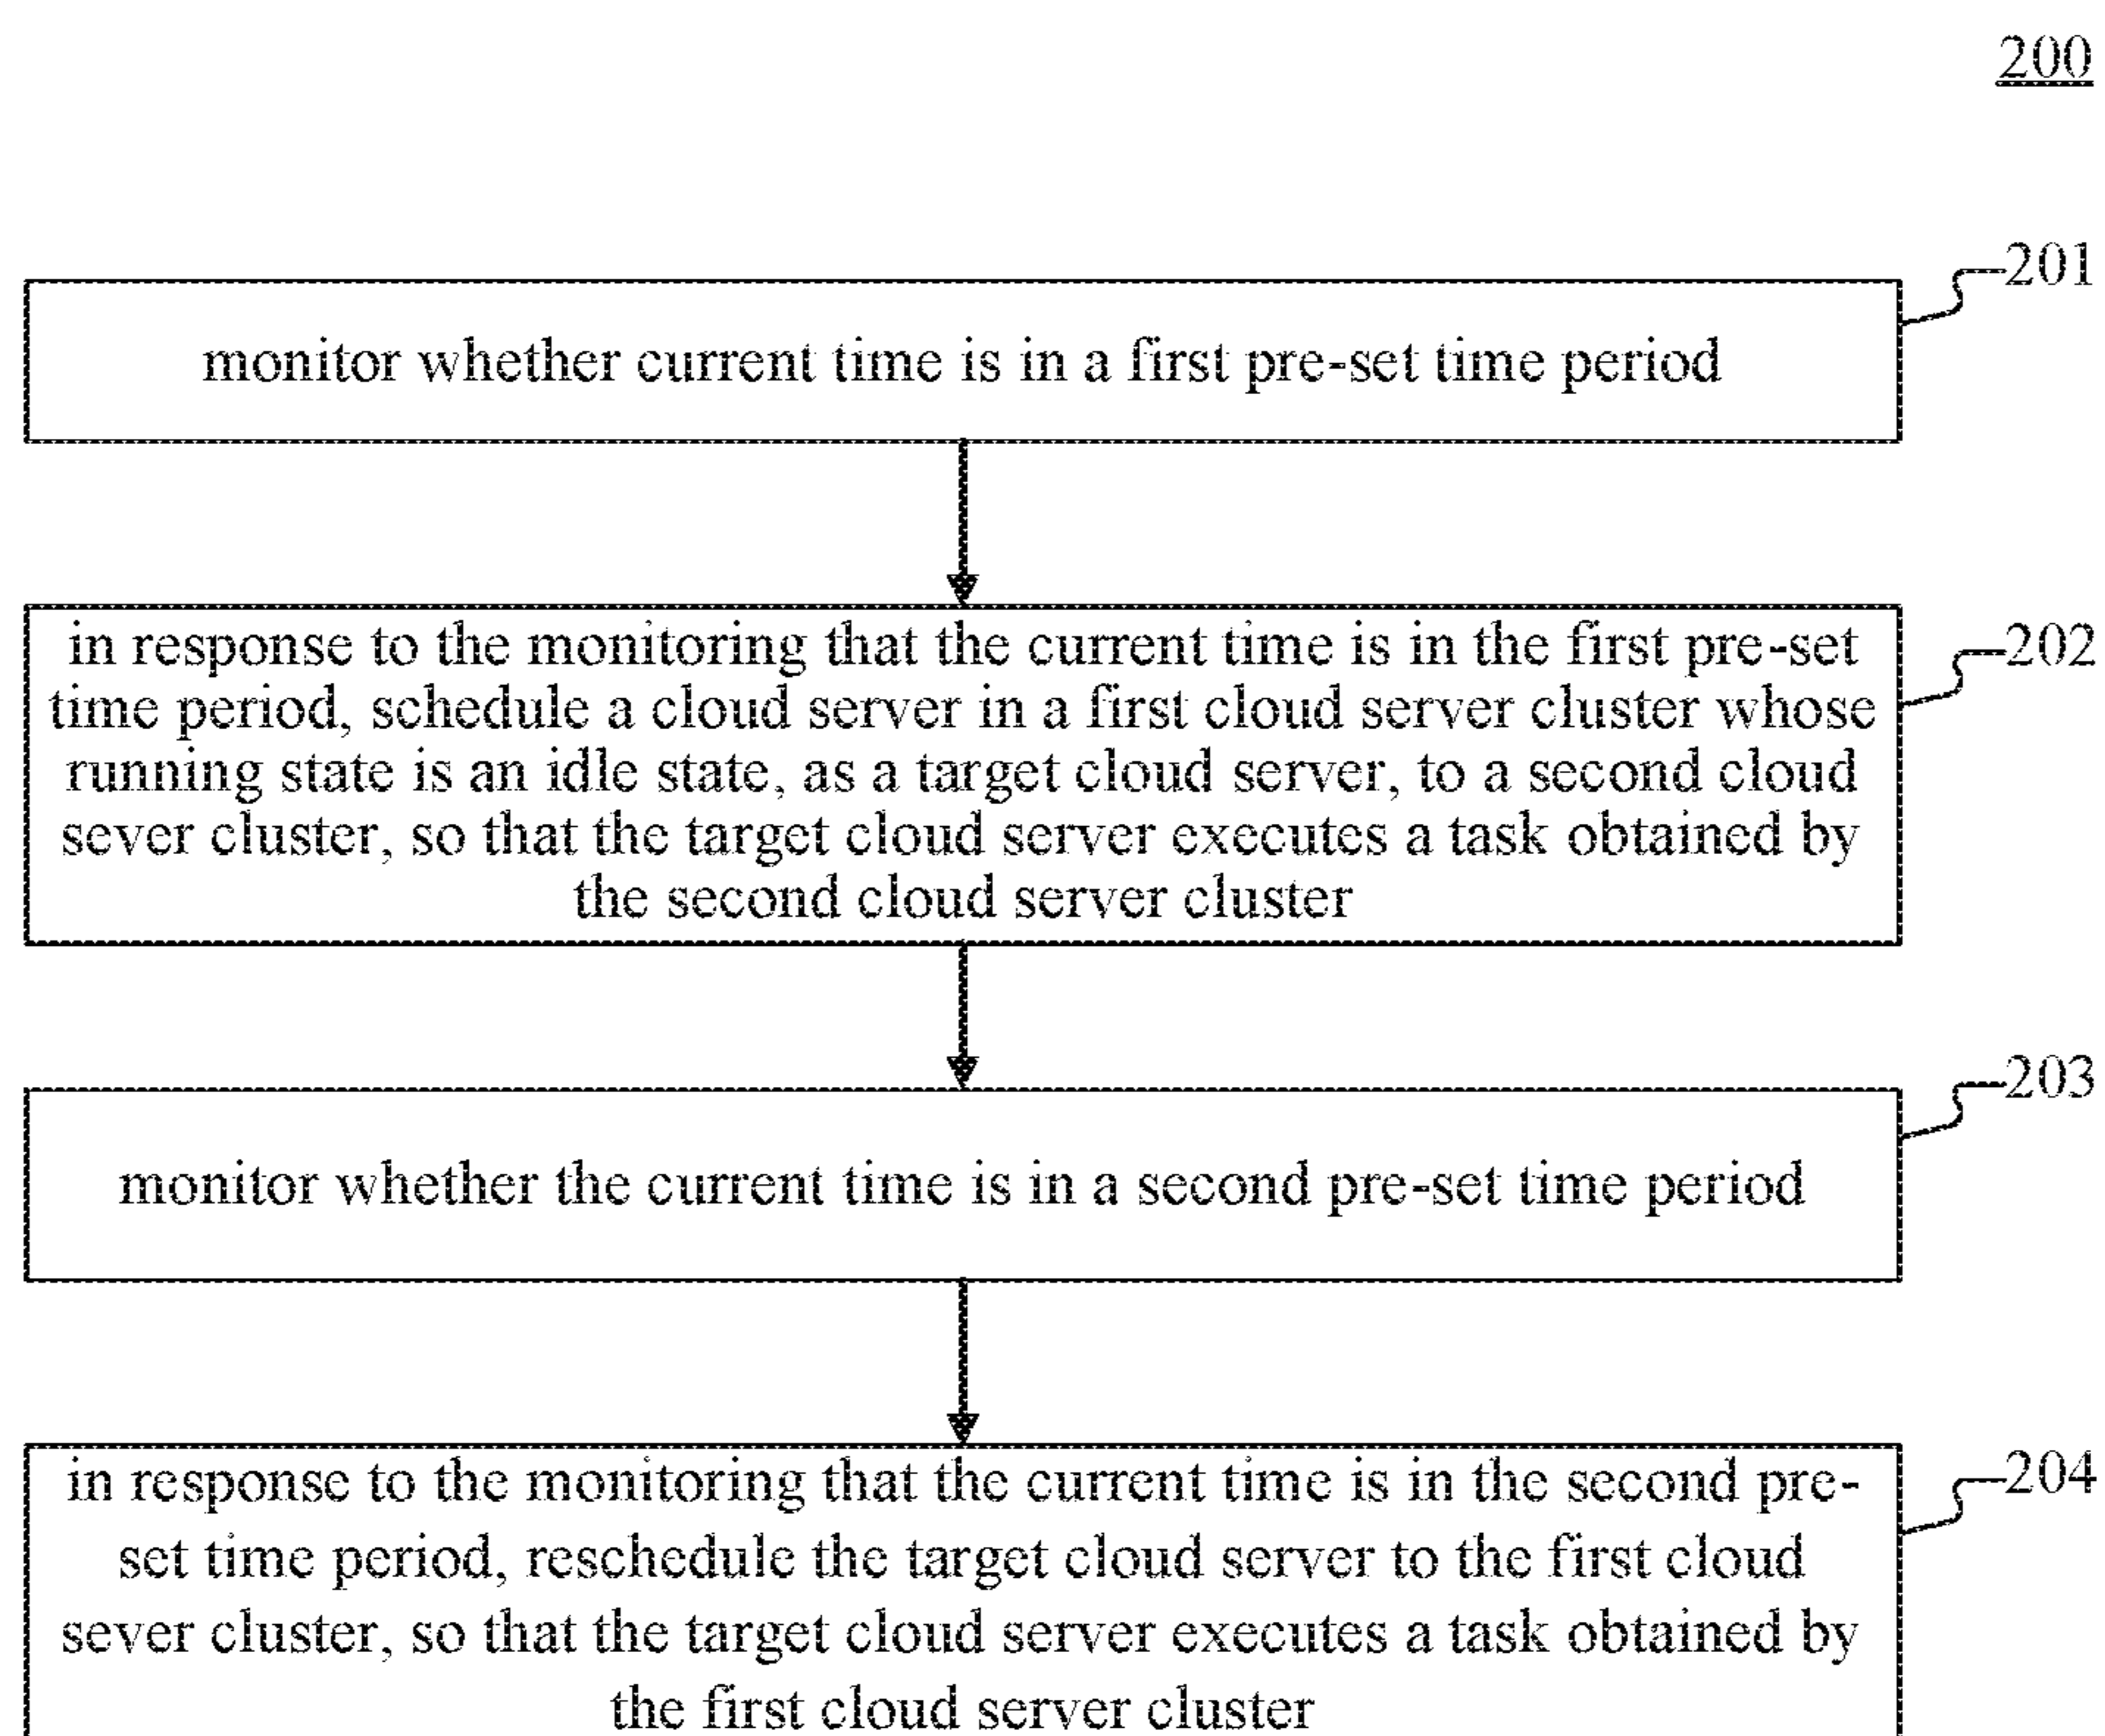 200
201
monitor whether current time is in a first pre-set time period
202
in response to the monitoring that the current time is in the first pre-set
time period, schedule a cloud server in a first cloud server cluster whose
running state is an idle state, as a target cloud server, to a second cloud
sever cluster, so that the target cloud server executes a task obtained by
the second cloud server cluster
203
monitor whether the current time is in a second pre-set time period
204
in response to the monitoring that the current time is in the second pre-
set time period, reschedule the target cloud server to the first cloud
sever cluster, so that the target cloud server executes a task obtained by
the first cloud server cluster